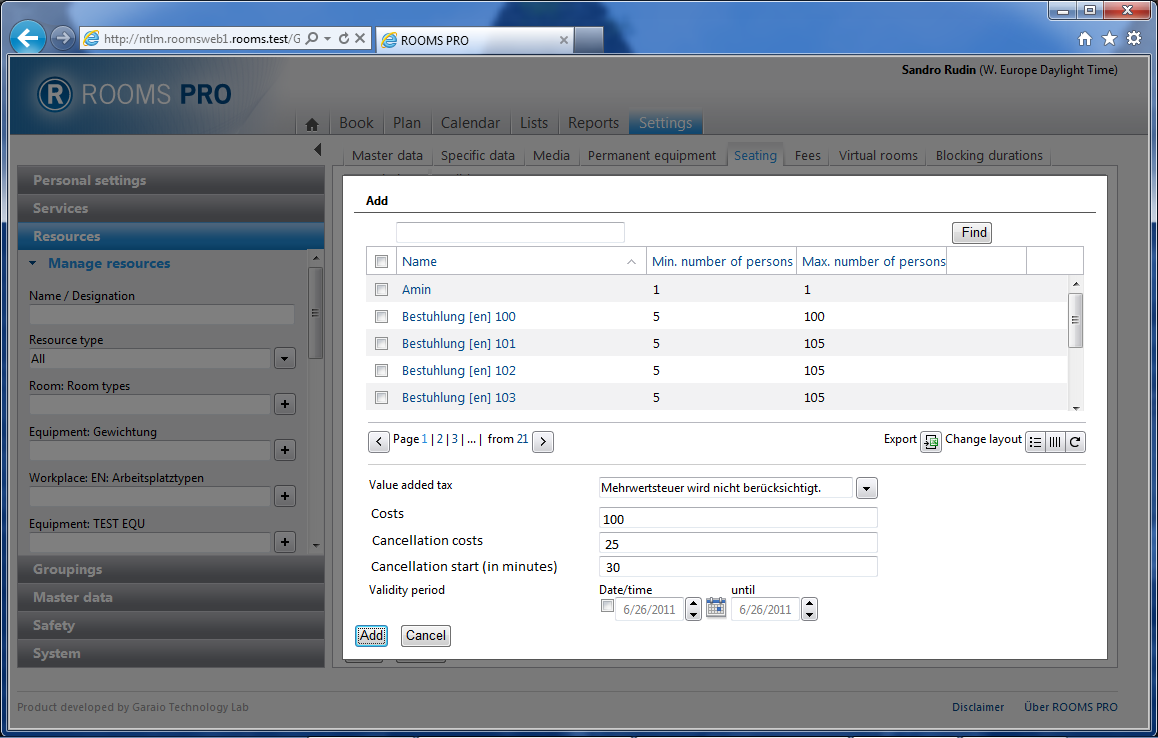 http://ntlm.roomsweb1.rooms.test/G
ROOMS PRO
Sandro Rudin (W. Europe Daylight Time)
R ROOMS PRO
Book Plan Calendar Lists Reports Settings
Master data Specific data Media Permanent equipment Seating Fees Virtual rooms Blocking durations
Personal settings
Services
Resources
Manage resources
Name / Designation
Resource type
All
Room: Room types
Equipment: Gewichtung
Workplace: EN: Arbeitsplatztypen
Equipment: TEST EQU
Groupings
Master data
Safety
System
Add
Find
Name Min. number of persons Max. number of persons
Amin 1 1
Bestuhlung [en] 100 5 100
Bestuhlung [en] 101 5 105
Bestuhlung [en] 102 5 105
Bestuhlung [en] 103 5 105
Page 1 | 2 | 3 | ... | from 21
Export Change layout
Value added tax Mehrwertsteuer wird nicht berücksichtigt.
Costs 100
Cancellation costs 25
Cancellation start (in minutes) 30
Validity period Date/time until
6/26/2011 6/26/2011
Add Cancel
Product developed by Garaio Technology Lab
Disclaimer Über ROOMS PRO